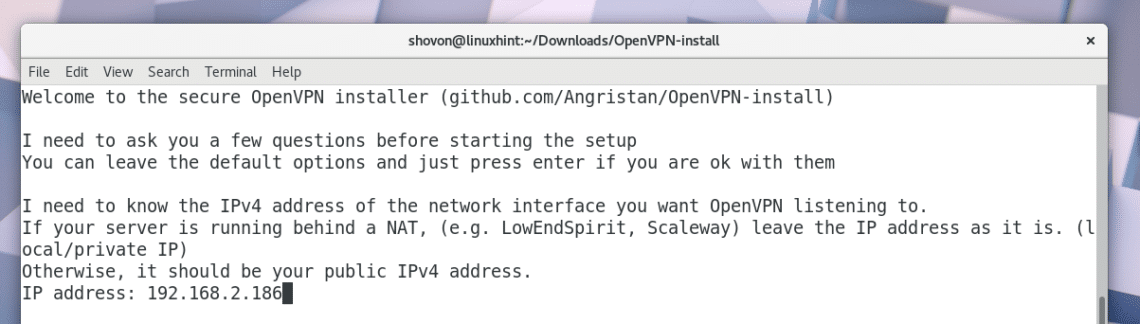 shovon@linuxhint:~/Downloads/OpenVPN-install ×
File Edit View Search Terminal Help
Welcome to the secure OpenVPN installer (github.com/Angristan/OpenVPN-install)
I need to ask you a few questions before starting the setup
You can leave the default options and just press enter if you are ok with them
I need to know the IPv4 address of the network interface you want OpenVPN listening to.
If your server is running behind a NAT, (e.g. LowEndSpirit, Scaleway) leave the IP address as it is. (l
ocal/private IP)
Otherwise, it should be your public IPv4 address.
IP address: 192.168.2.186